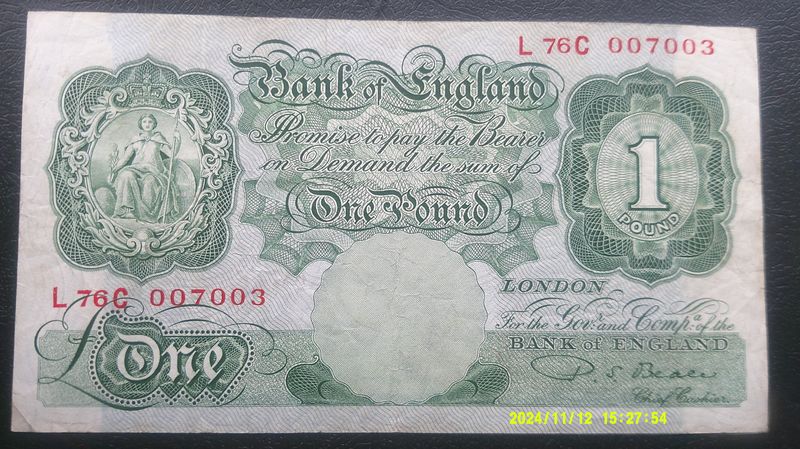 L 76C 007003
Bank of England
Promise to pay the Bearer
on Demand the sum of
One Pound
1
POUND
L 76C 007003
LONDON
For the Govr. and Compa. of the
BANK of ENGLAND
£ One
P. S. Beale
Chief Cashier.
2024/11/12 15:27:54